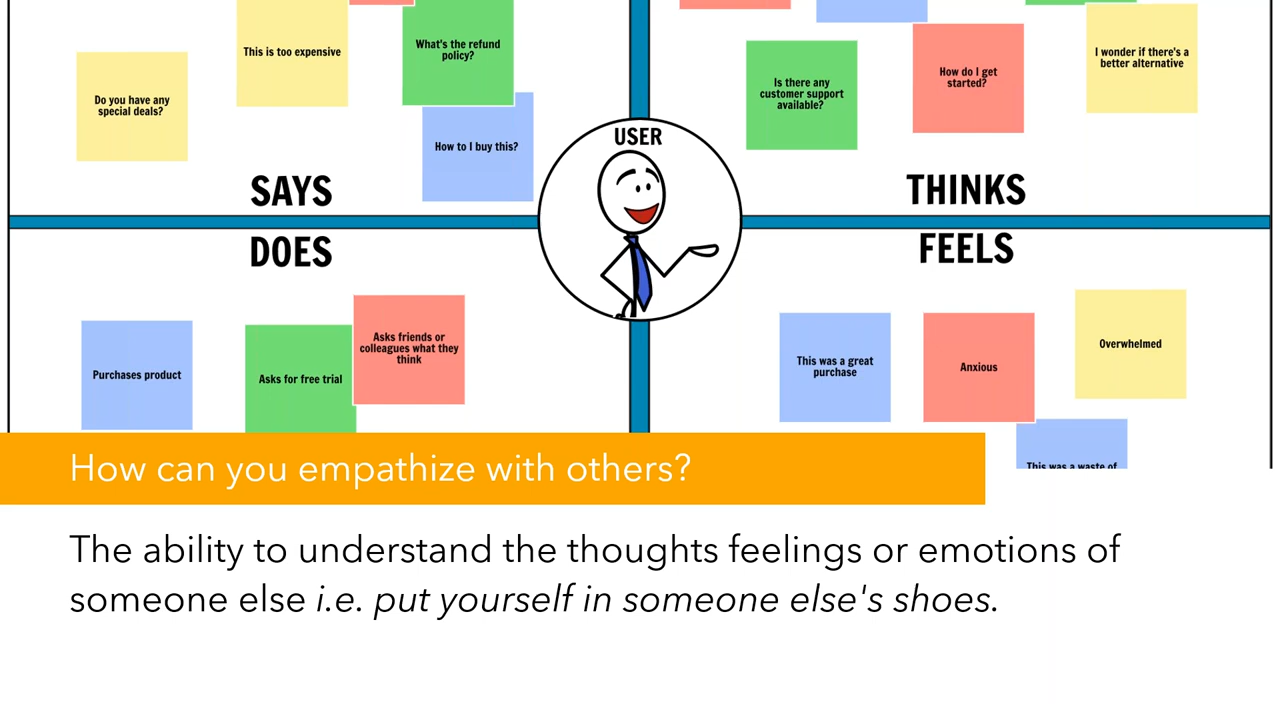 This is too expensive
What's the refund
policy?
Do you have any
special deals?
How to I buy this?
SAYS
Is there any
customer support
available?
How do I get
started?
I wonder if there's a
better alternative
THINKS
USER
DOES
Purchases product
Asks for free trial
Asks friends or
colleagues what they
think
FEELS
This was a great
purchase
Anxious
Overwhelmed
This was a waste of
How can you empathize with others?
The ability to understand the thoughts feelings or emotions of
someone else i.e. put yourself in someone else's shoes.